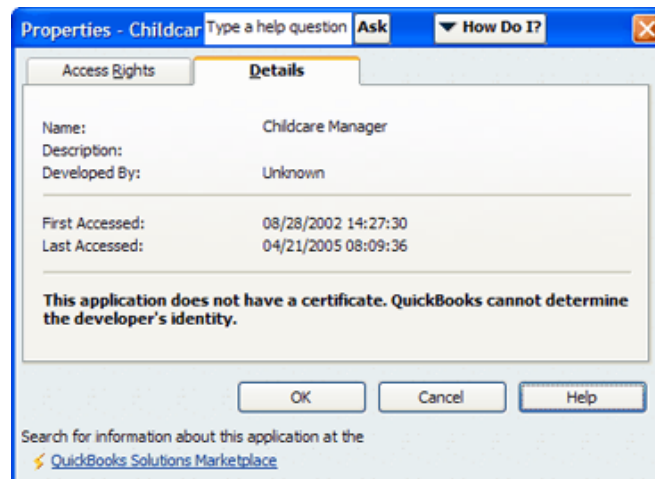 Properties - Childcar Type a help question Ask How Do I?
Access Rights Details
Name: Childcare Manager
Description:
Developed By: Unknown
First Accessed: 08/28/2002 14:27:30
Last Accessed: 04/21/2005 08:09:36
This application does not have a certificate. QuickBooks cannot determine
the developer's identity.
OK Cancel Help
Search for information about this application at the
QuickBooks Solutions Marketplace